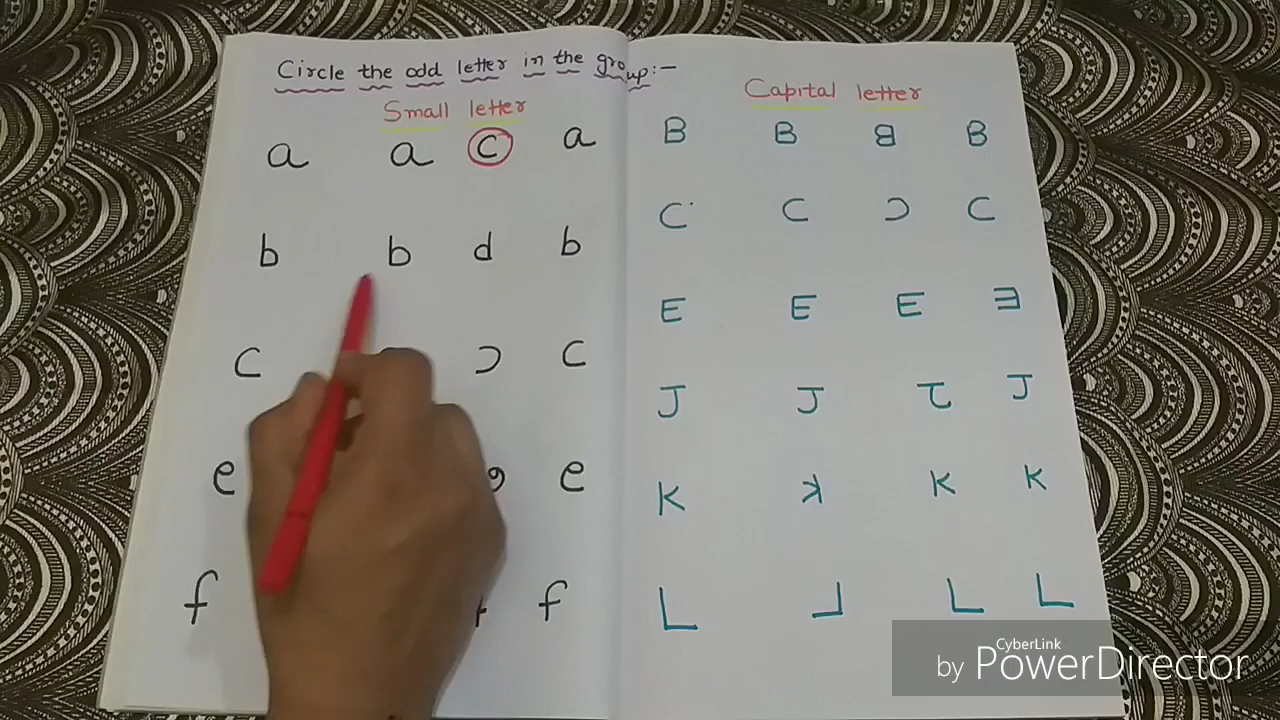 Circle the odd letter in the group:-
Small letter
a a c a
b b d b
c ɔ c
e e
f f
Capital letter
B B ᗺ B
C C Ɔ C
E E E Ǝ
J J J
K K K
L ⅃ L L
CyberLink
by PowerDirector